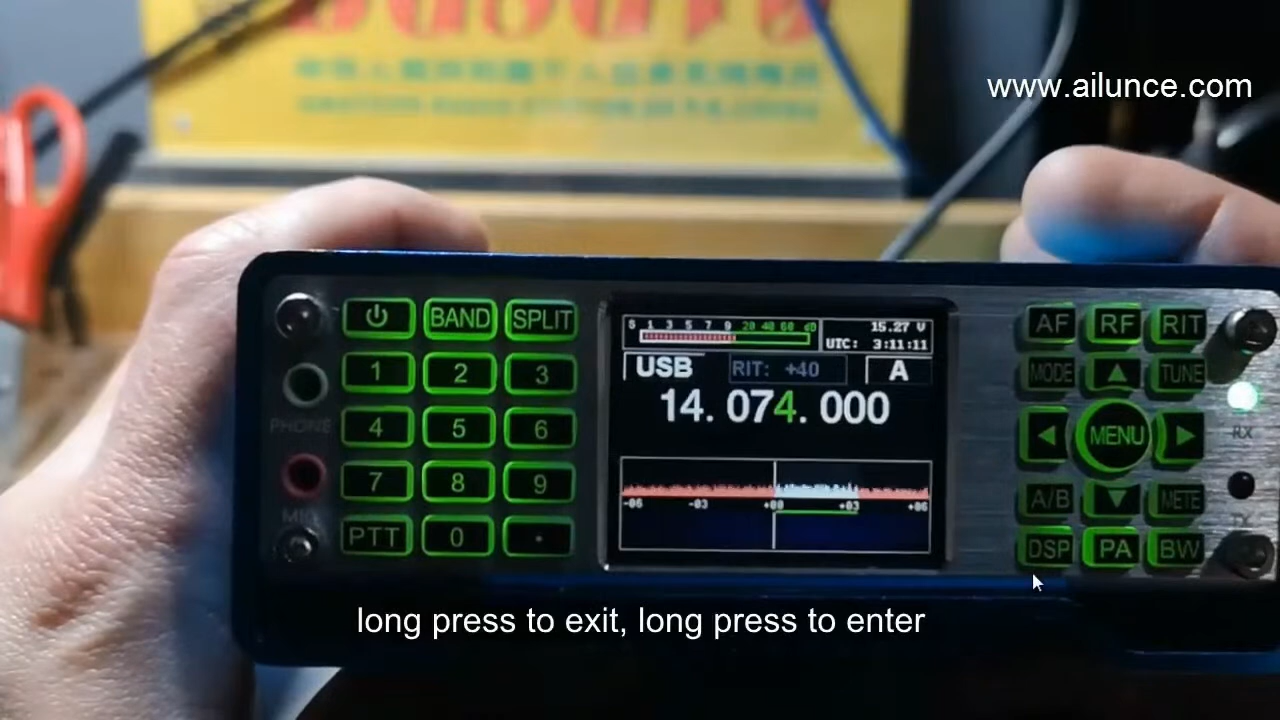 www.ailunce.com
BAND
SPLIT
1
2
3
4
5
6
7
8
9
PTT
0
.
PHONE
MIC
S 1 3 5 7 9 20 40 60 dB
15.27 V
UTC: 3:11:11
USB
RIT: +40
A
14. 074. 000
-06 -03 +00 +03 +06
AF
RF
RIT
MODE
TUNE
MENU
RX
A/B
METE
TX
DSP
PA
BW
long press to exit, long press to enter